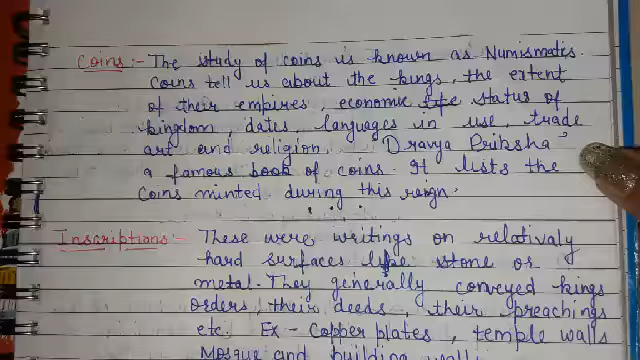 Coins :- The study of coins is known as Numismatis.
Coins tell us about the kings, the extent
of their empires, economic status of
kingdom, dates, languages in use, trade
art and religion. Dravya Priksha
a famous book of coins. It lists the
coins minted during this reign.
Inscriptions :- These were writings on relativaly
hard surfaces like stone or
metal. They generally conveyed kings
orders, their deeds, their preachings
etc. Ex - Copper plates, temple walls
Mosque and building